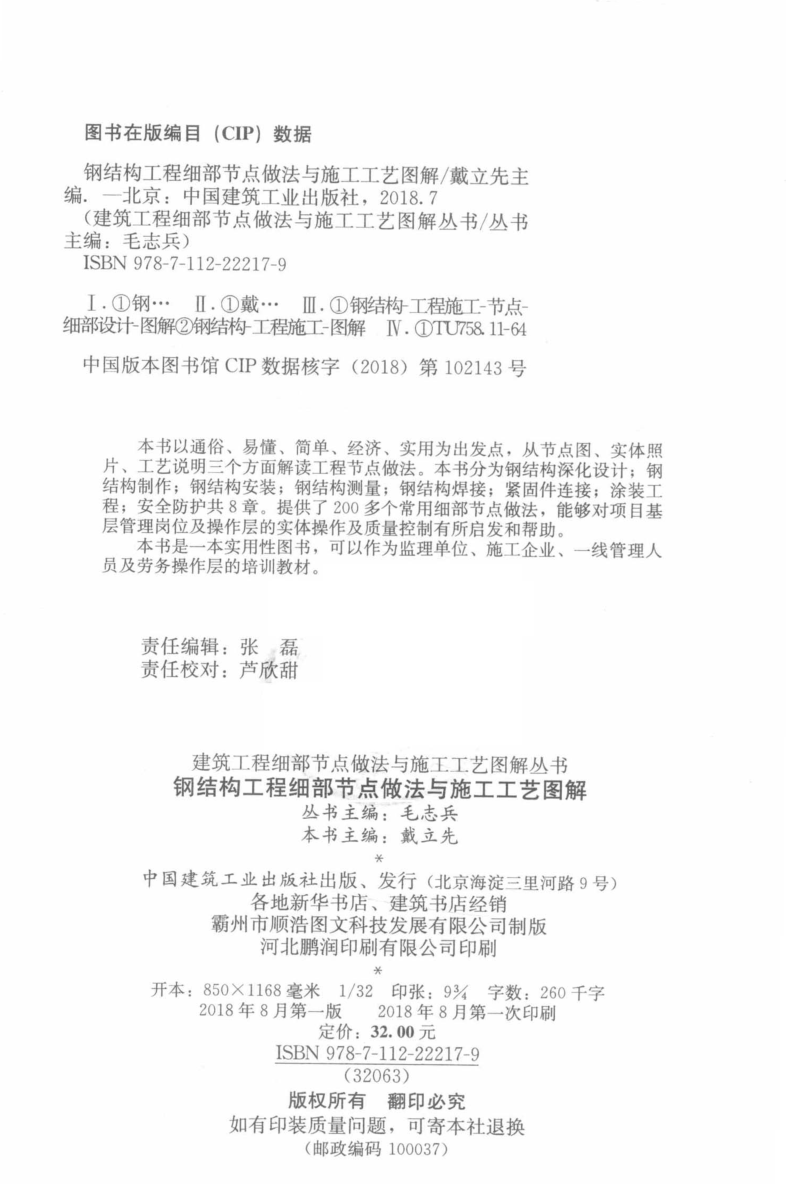 图书在版编目（CIP）数据
钢结构工程细部节点做法与施工工艺图解/戴立先主
编. —北京：中国建筑工业出版社，2018.7
（建筑工程细部节点做法与施工工艺图解丛书/丛书
主编：毛志兵）
ISBN 978-7-112-22217-9
Ⅰ.①钢… Ⅱ.①戴… Ⅲ.①钢结构-工程施工-节点-
细部设计-图解②钢结构-工程施工-图解 Ⅳ.①TU758.11-64
中国版本图书馆 CIP 数据核字（2018）第 102143 号
本书以通俗、易懂、简单、经济、实用为出发点，从节点图、实体照
片、工艺说明三个方面解读工程节点做法。本书分为钢结构深化设计；钢
结构制作；钢结构安装；钢结构测量；钢结构焊接；紧固件连接；涂装工
程；安全防护共 8 章。提供了 200 多个常用细部节点做法，能够对项目基
层管理岗位及操作层的实体操作及质量控制有所启发和帮助。
本书是一本实用性图书，可以作为监理单位、施工企业、一线管理人
员及劳务操作层的培训教材。
责任编辑：张 磊
责任校对：芦欣甜
建筑工程细部节点做法与施工工艺图解丛书
钢结构工程细部节点做法与施工工艺图解
丛书主编：毛志兵
本书主编：戴立先
*
中国建筑工业出版社出版、发行（北京海淀三里河路 9 号）
各地新华书店、建筑书店经销
霸州市顺浩图文科技发展有限公司制版
河北鹏润印刷有限公司印刷
*
开本：850×1168 毫米 1/32 印张：9¾ 字数：260 千字
2018 年 8 月第一版 2018 年 8 月第一次印刷
定价：32.00 元
ISBN 978-7-112-22217-9
（32063）
版权所有 翻印必究
如有印装质量问题，可寄本社退换
（邮政编码 100037）